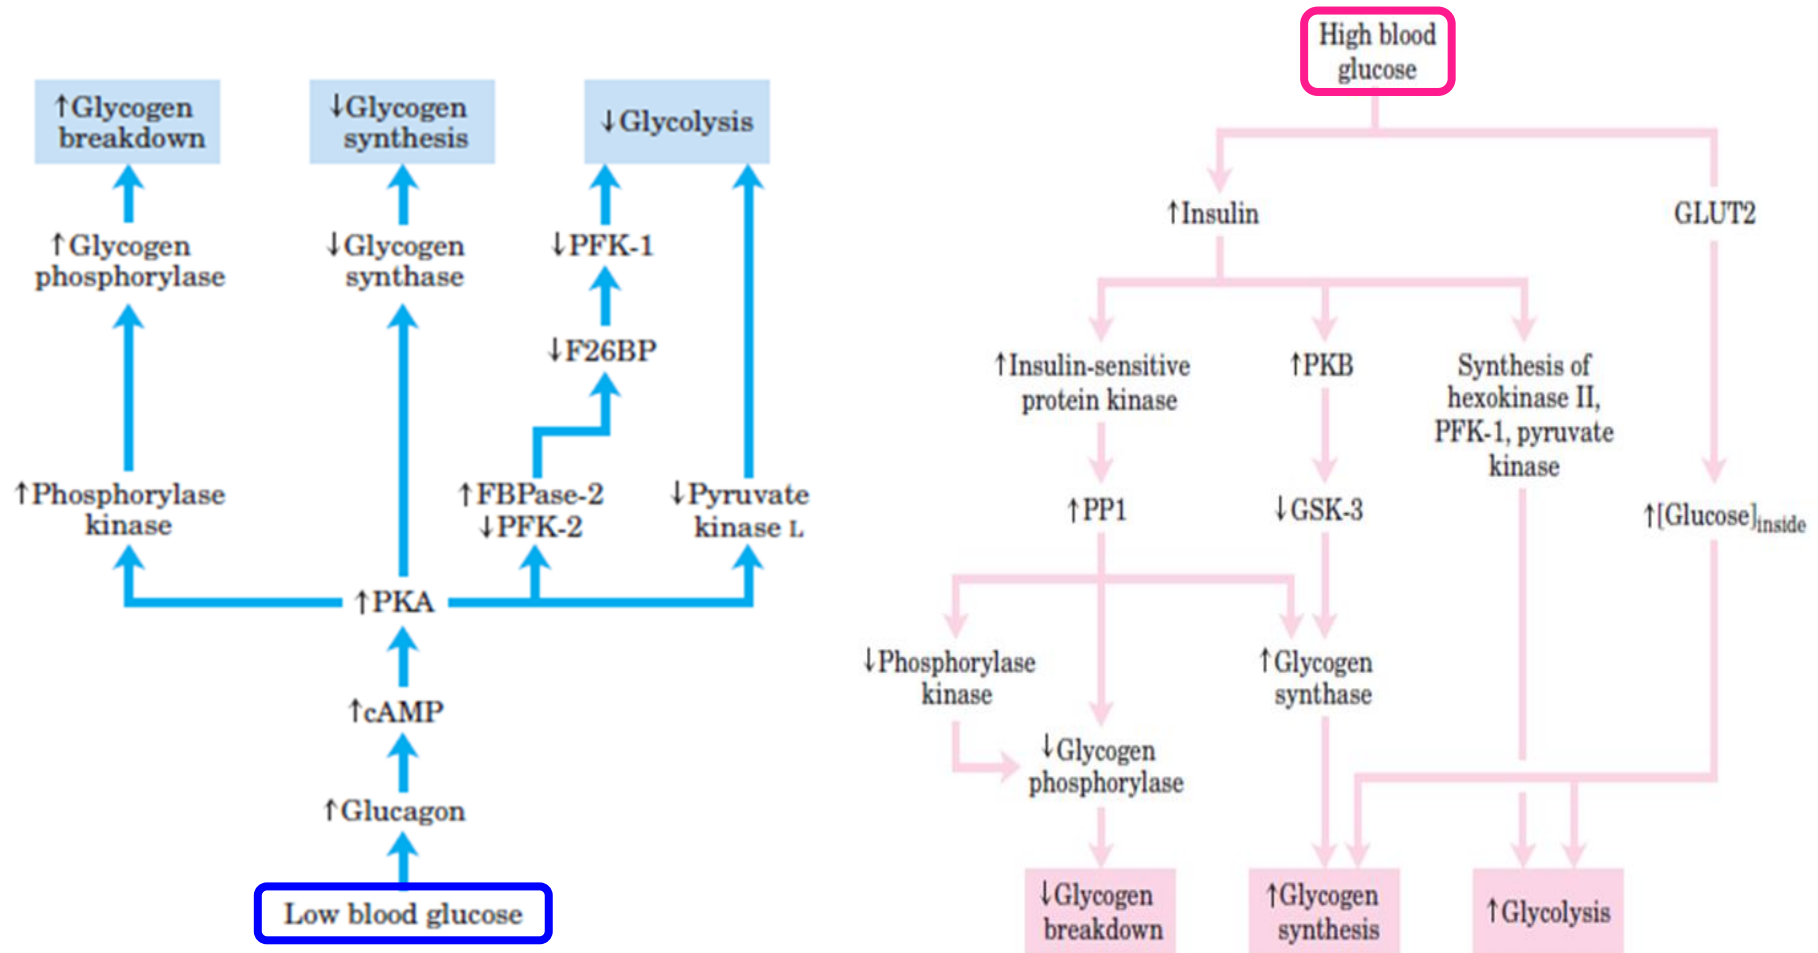 ↑Glycogen
breakdown
↓Glycogen
synthesis
↓Glycolysis
↑Glycogen
phosphorylase
↓Glycogen
synthase
↓PFK-1
↓F26BP
↑Phosphorylase
kinase
↑FBPase-2
↓PFK-2
↓Pyruvate
kinase L
↑PKA
↑cAMP
↑Glucagon
Low blood glucose
High blood
glucose
↑Insulin
GLUT2
↑Insulin-sensitive
protein kinase
↑PKB
Synthesis of
hexokinase II,
PFK-1, pyruvate
kinase
↑PP1
↓GSK-3
↑[Glucose]inside
↓Phosphorylase
kinase
↑Glycogen
synthase
↓Glycogen
phosphorylase
↓Glycogen
breakdown
↑Glycogen
synthesis
↑Glycolysis